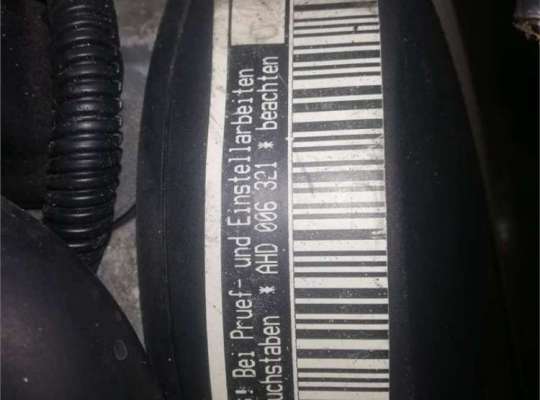 s! Bei Pruef- und Einstellarbeiten
uchstaben * AHD 006 321 * beachten